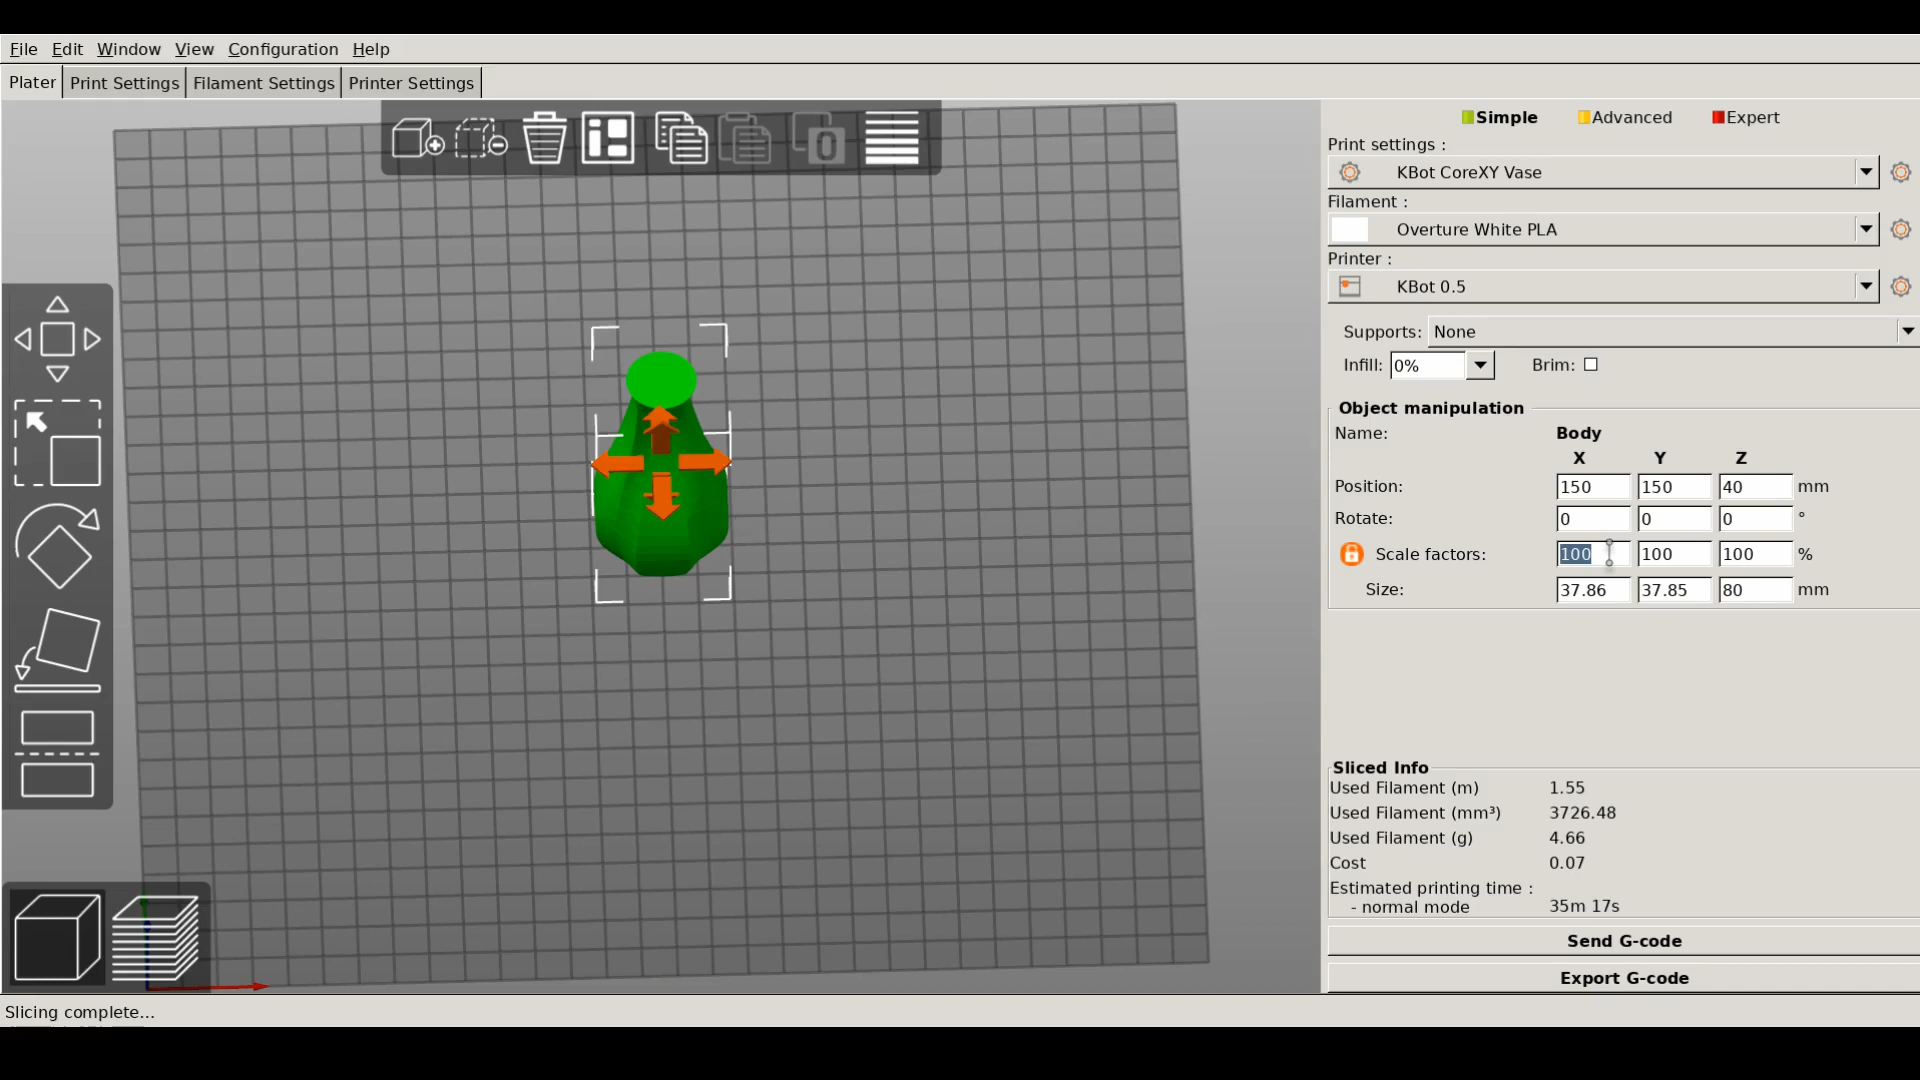 File Edit Window View Configuration Help
Plater Print Settings Filament Settings Printer Settings
Simple Advanced Expert
Print settings :
KBot CoreXY Vase
Filament :
Overture White PLA
Printer :
KBot 0.5
Supports: None
Infill: 0% Brim:
Object manipulation
Name: Body
X Y Z
Position: 150 150 40 mm
Rotate: 0 0 0 °
Scale factors: 100 100 100 %
Size: 37.86 37.85 80 mm
Sliced Info
Used Filament (m) 1.55
Used Filament (mm³) 3726.48
Used Filament (g) 4.66
Cost 0.07
Estimated printing time :
- normal mode 35m 17s
Send G-code
Export G-code
Slicing complete...